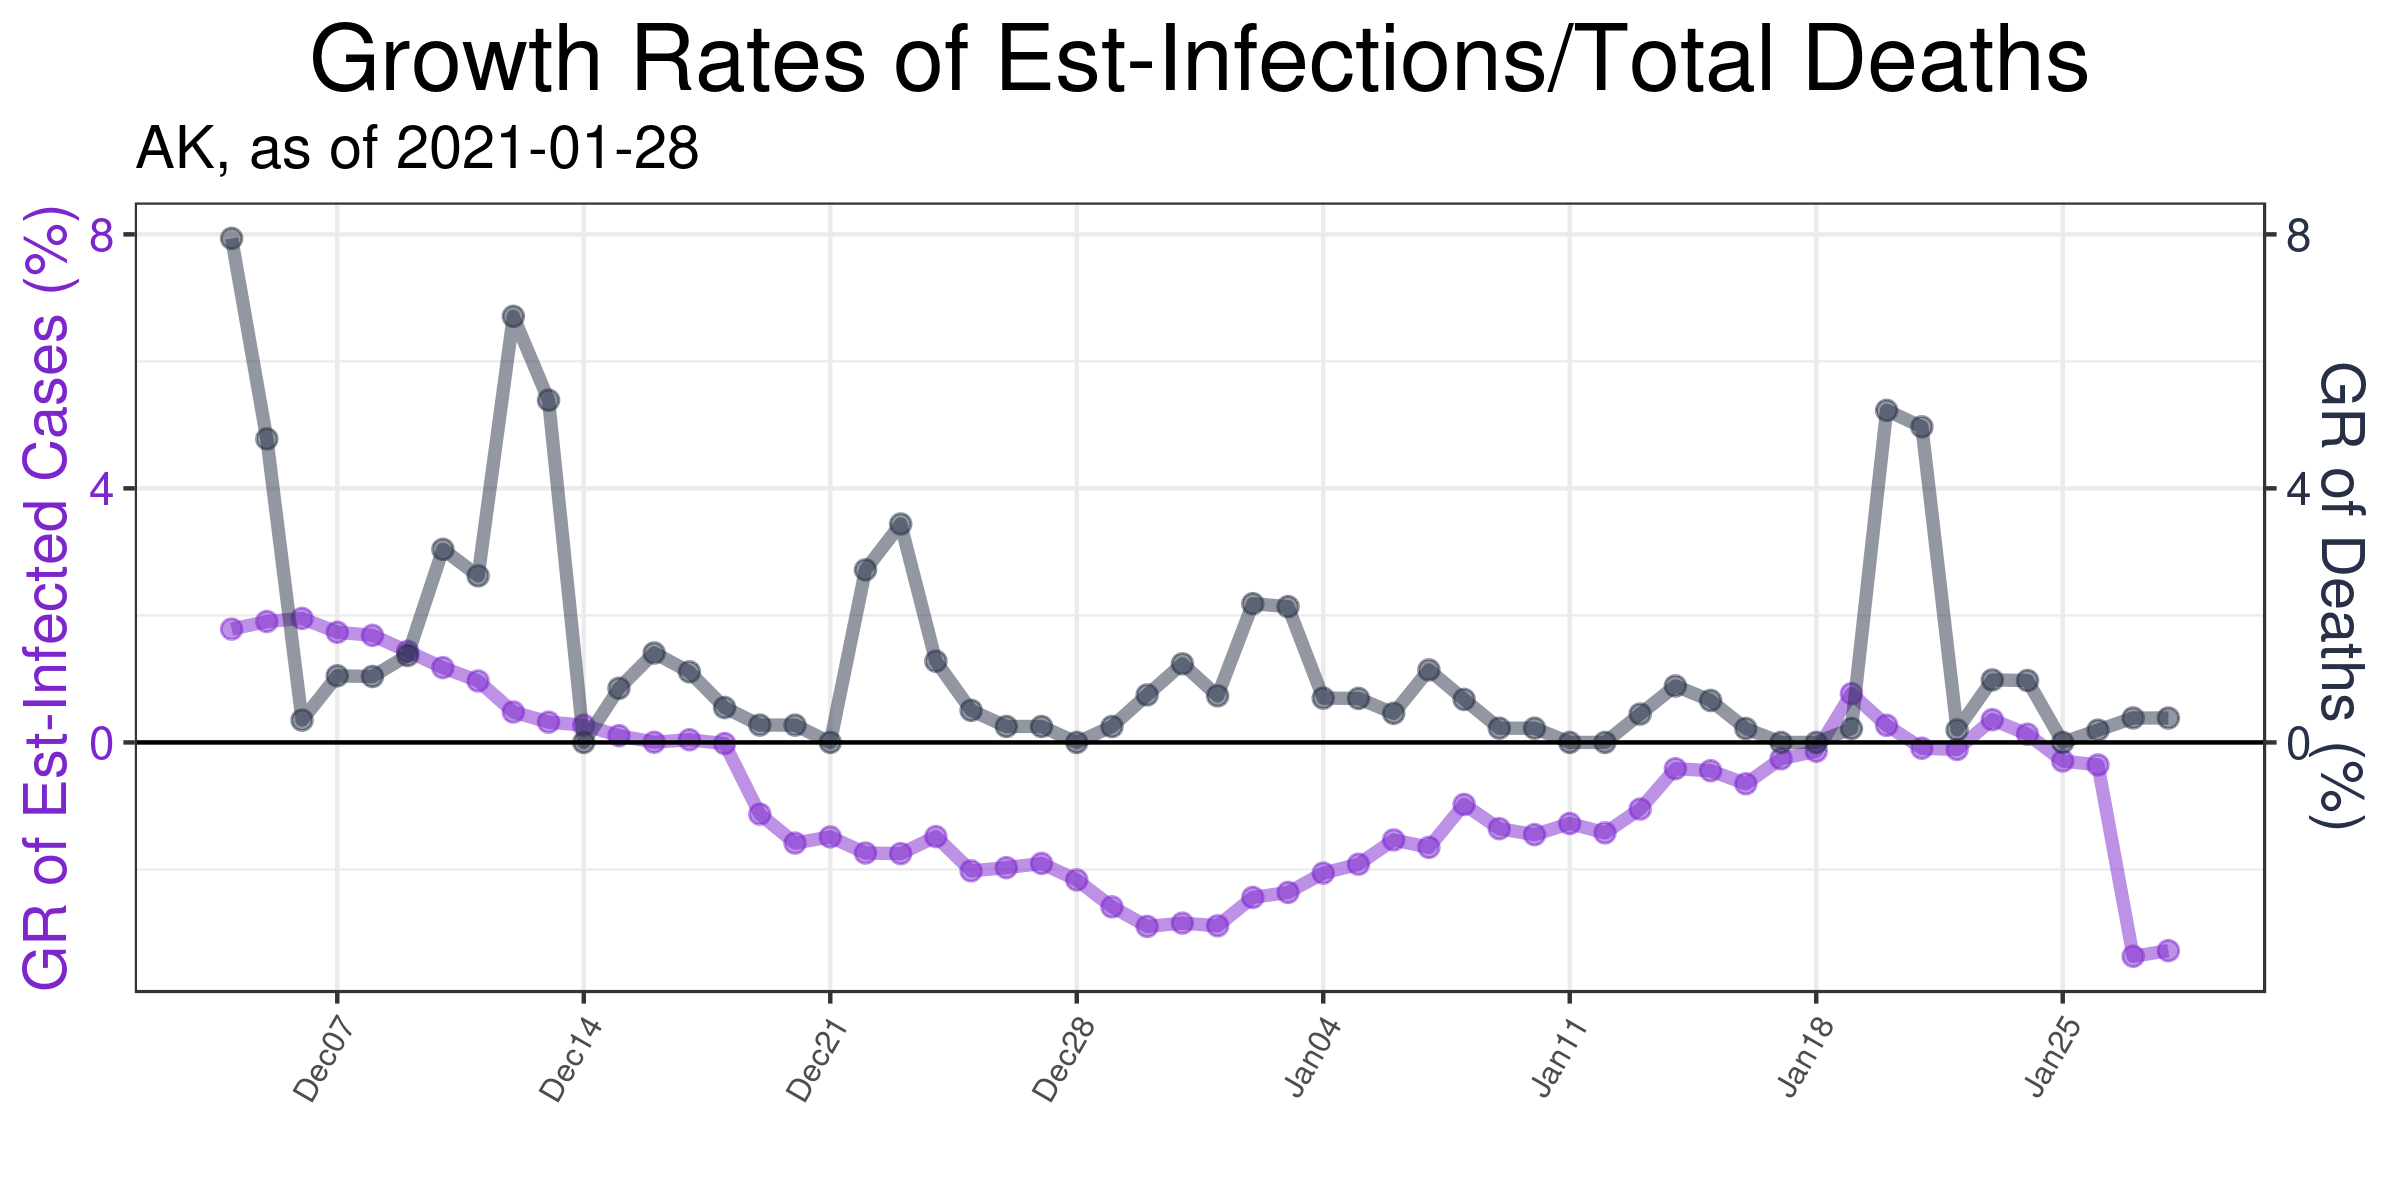 Growth Rates of Est-Infections/Total Deaths
AK, as of 2021-01-28
GR of Est-Infected Cases (%)
8
4
0
8
4
0
GR of Deaths (%)
Dec07
Dec14
Dec21
Dec28
Jan04
Jan11
Jan18
Jan25